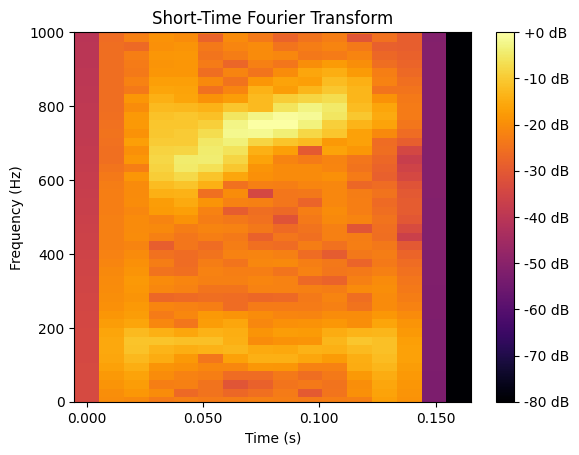 Short-Time Fourier Transform
1000
800
600
400
200
0
Frequency (Hz)
0.000
0.050
0.100
0.150
Time (s)
+0 dB
-10 dB
-20 dB
-30 dB
-40 dB
-50 dB
-60 dB
-70 dB
-80 dB